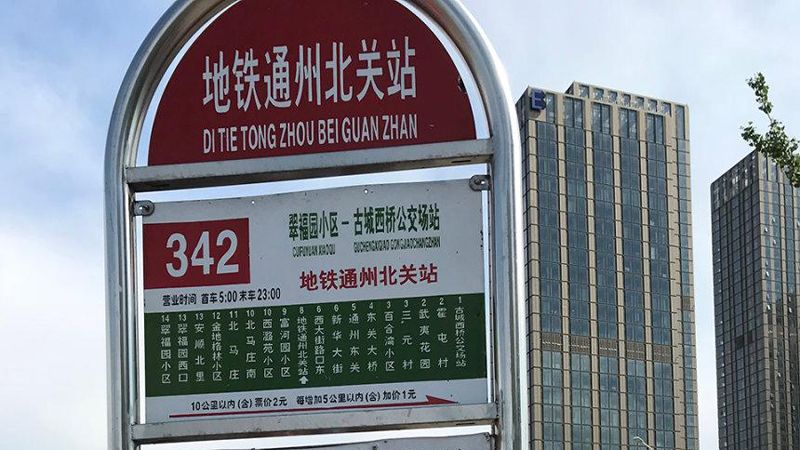 地铁通州北关站
DI TIE TONG ZHOU BEI GUAN ZHAN
342
翠福园小区－古城西桥公交场站
CUIFUYUAN XIAOQU GUCHENGXIQIAO GONGJIAOCHANGZHAN
地铁通州北关站
营业时间 首车5:00 末车23:00
14 翠福园小区
13 翠福园西口
13 安顺北里
12 金地格林小区
11 北马庄
10 北马庄南
10 西潞苑小区
9 富河园小区
8 地铁通州北关站
6 西大街路口东
6 新华大街
5 通州东关
4 东关大桥
3 百合湾小区
3 三元村
2 武夷花园
2 霍屯村
1 古城西桥公交场站
10公里以内(含)票价2元 每增加5公里以内(含)加价1元
E